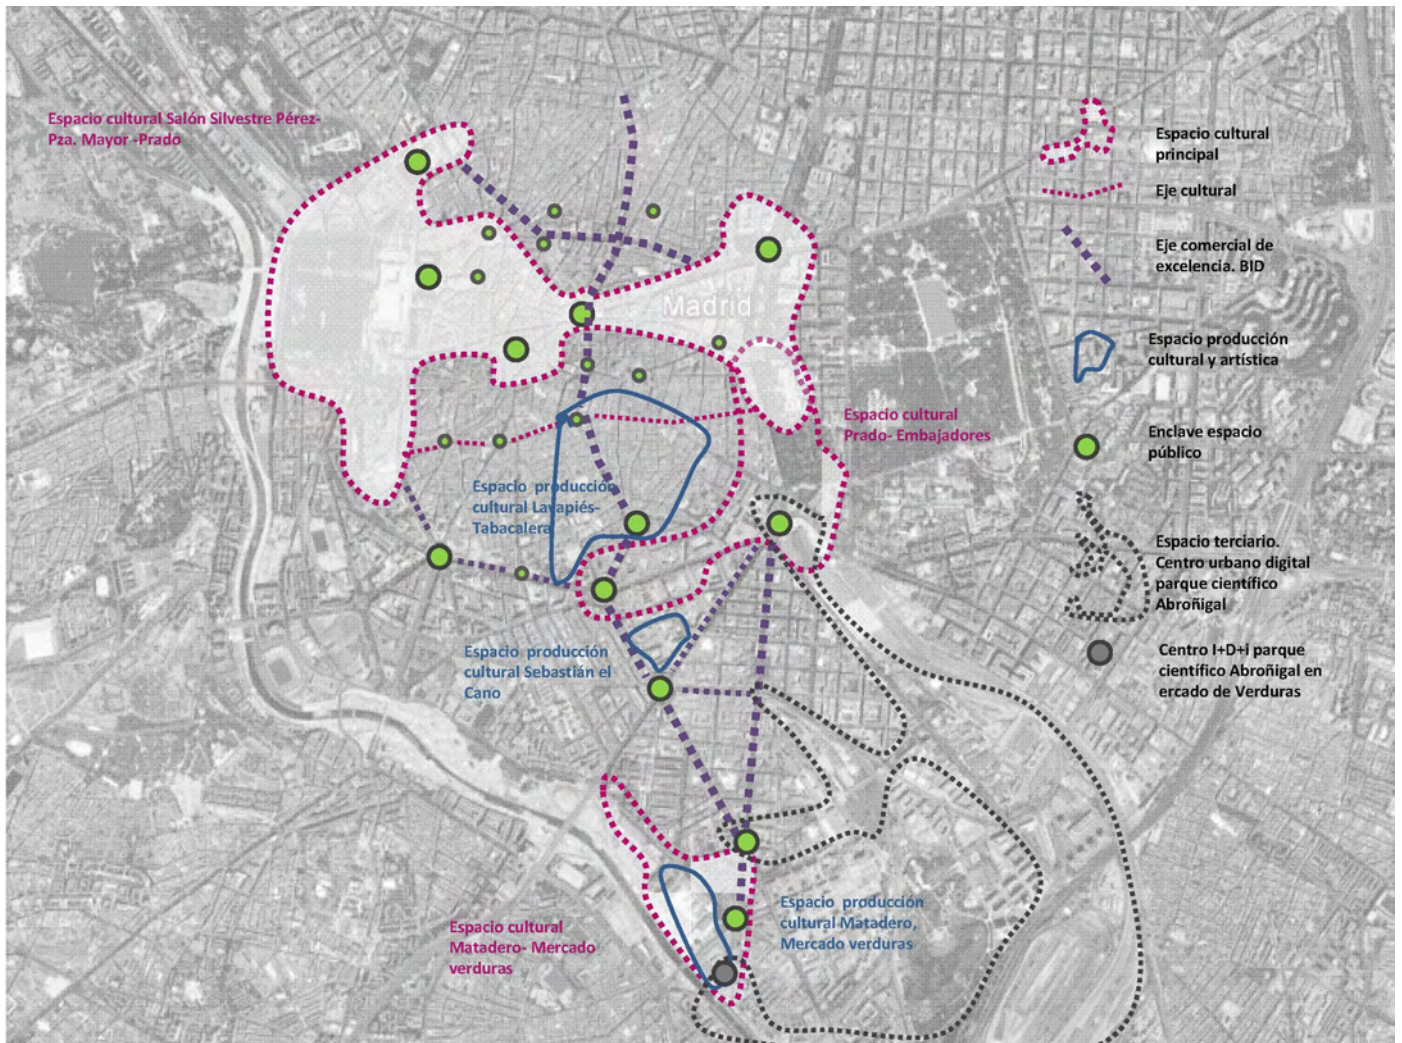 Espacio cultural Salón Silvestre Pérez-
Pza. Mayor -Prado
Madrid
Espacio cultural
Prado- Embajadores
Espacio producción
cultural Lavapiés-
Tabacalera
Espacio producción
cultural Sebastián el
Cano
Espacio cultural
Matadero- Mercado
verduras
Espacio producción
cultural Matadero,
Mercado verduras
Espacio cultural
principal
Eje cultural
Eje comercial de
excelencia. BID
Espacio producción
cultural y artística
Enclave espacio
público
Espacio terciario.
Centro urbano digital
parque científico
Abroñigal
Centro I+D+i parque
científico Abroñigal en
ercado de Verduras